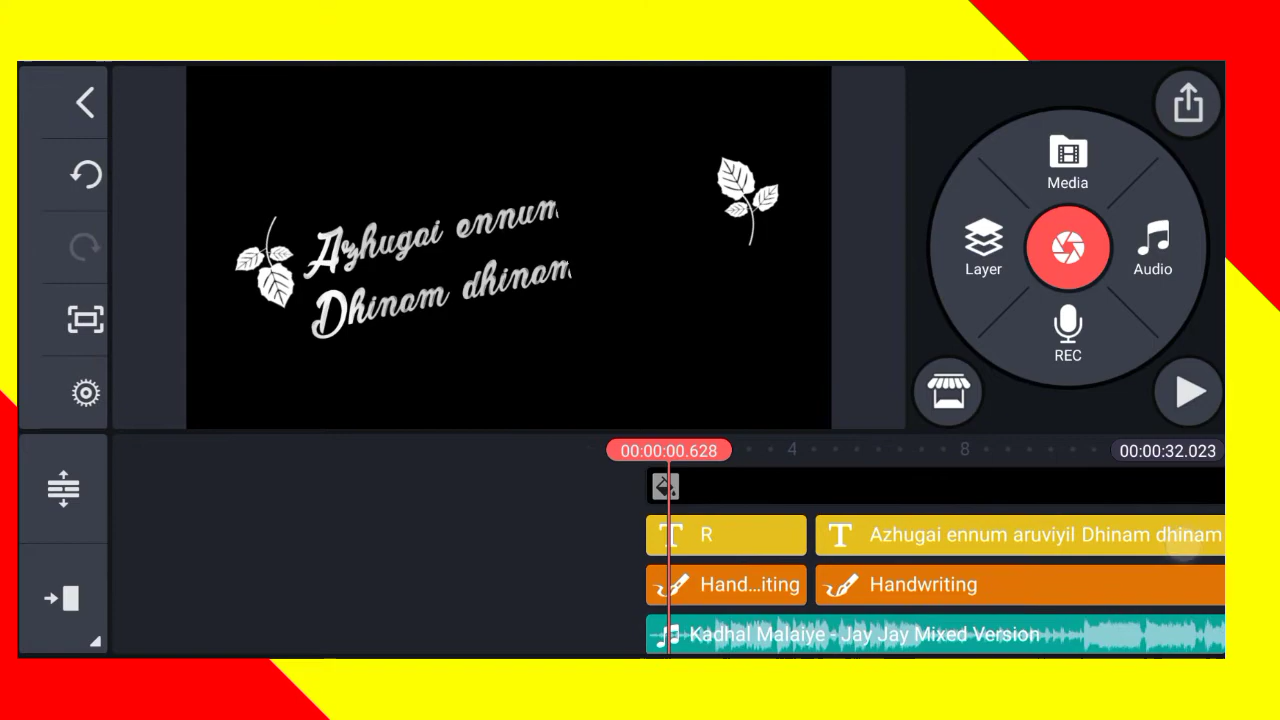 Azhugai ennum
Dhinam dhinam
Media
Layer
Audio
REC
00:00:00.628
4
8
00:00:32.023
R
Azhugai ennum aruviyil Dhinam dhinam
Hand...iting
Handwriting
Kadhal Malaiye - Jay Jay Mixed Version